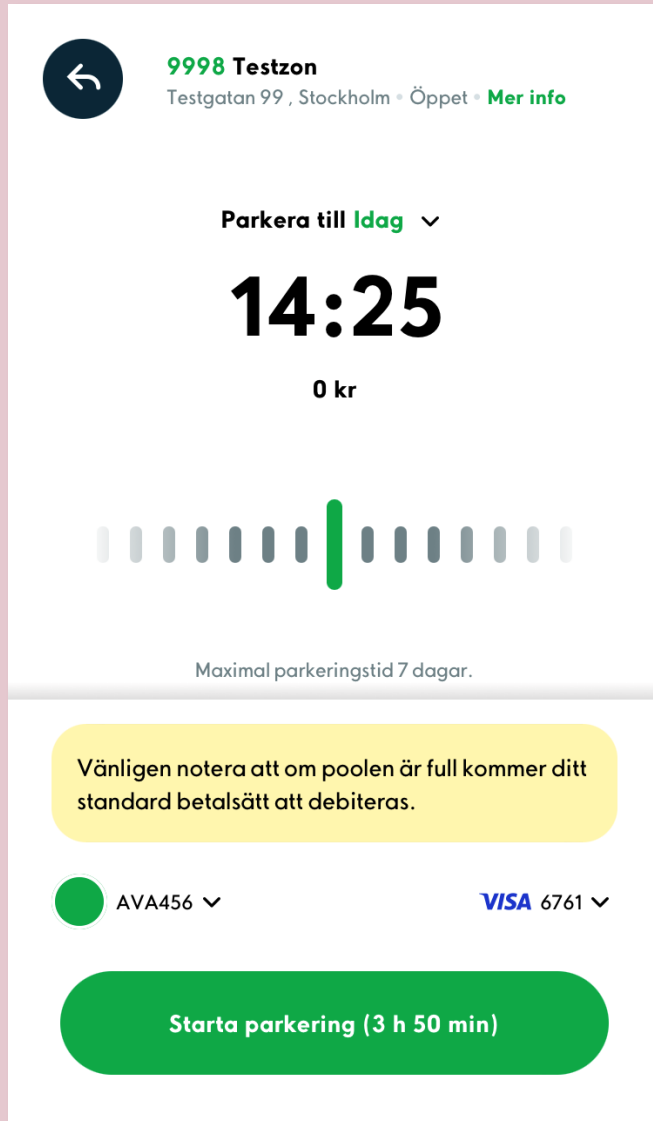 9998 Testzon
Testgatan 99 , Stockholm • Öppet • Mer info
Parkera till Idag
14:25
0 kr
Maximal parkeringstid 7 dagar.
Vänligen notera att om poolen är full kommer ditt
standard betalsätt att debiteras.
AVA456 VISA 6761
Starta parkering (3 h 50 min)